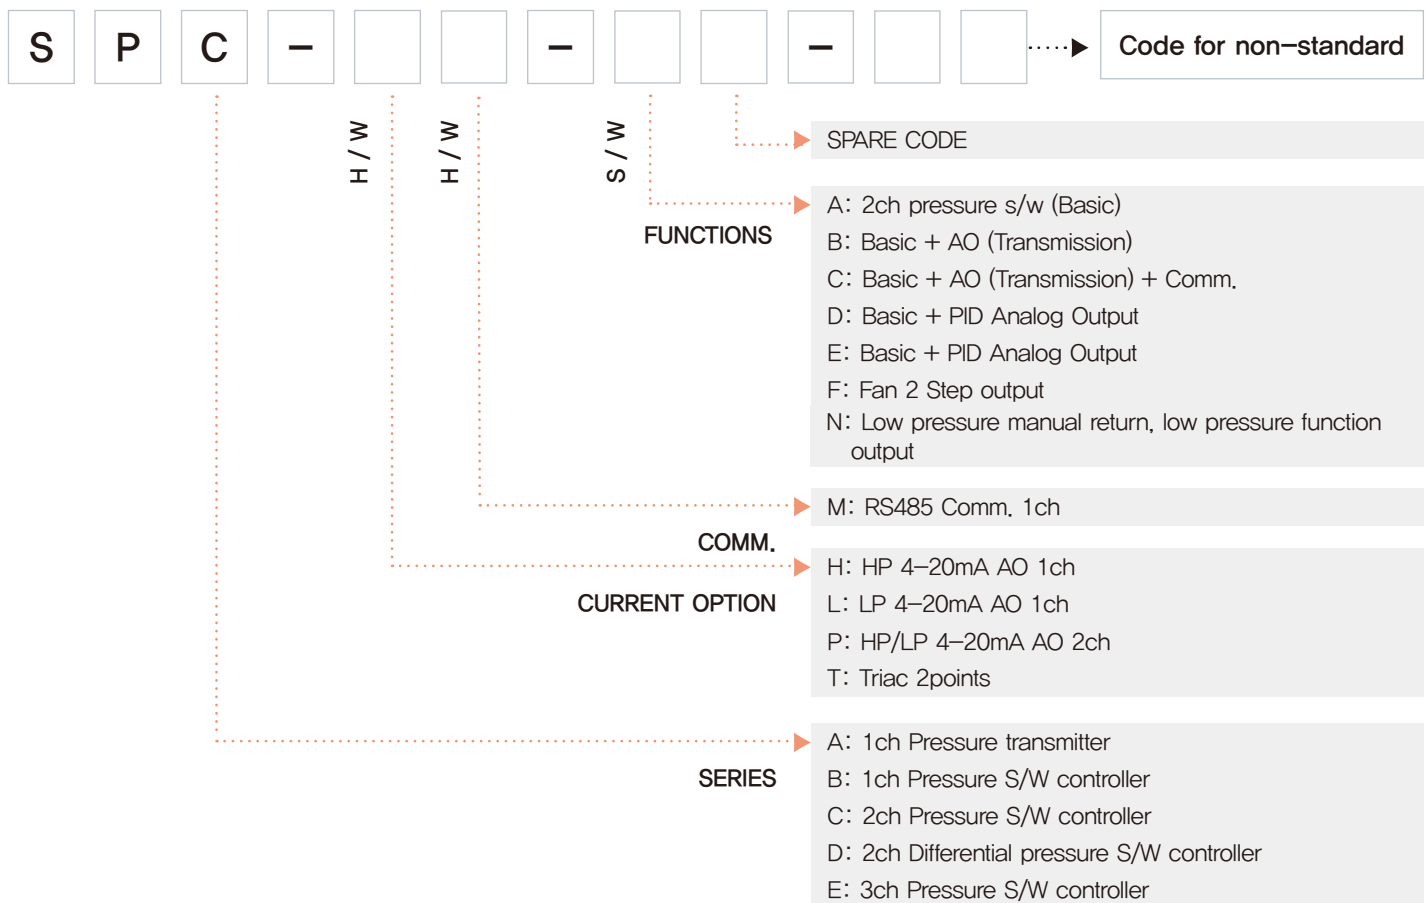 S P C – – – Code for non–standard
H / W
H / W
S / W
SPARE CODE
FUNCTIONS
A: 2ch pressure s/w (Basic)
B: Basic + AO (Transmission)
C: Basic + AO (Transmission) + Comm.
D: Basic + PID Analog Output
E: Basic + PID Analog Output
F: Fan 2 Step output
N: Low pressure manual return, low pressure function
output
COMM.
M: RS485 Comm. 1ch
CURRENT OPTION
H: HP 4–20mA AO 1ch
L: LP 4–20mA AO 1ch
P: HP/LP 4–20mA AO 2ch
T: Triac 2points
SERIES
A: 1ch Pressure transmitter
B: 1ch Pressure S/W controller
C: 2ch Pressure S/W controller
D: 2ch Differential pressure S/W controller
E: 3ch Pressure S/W controller